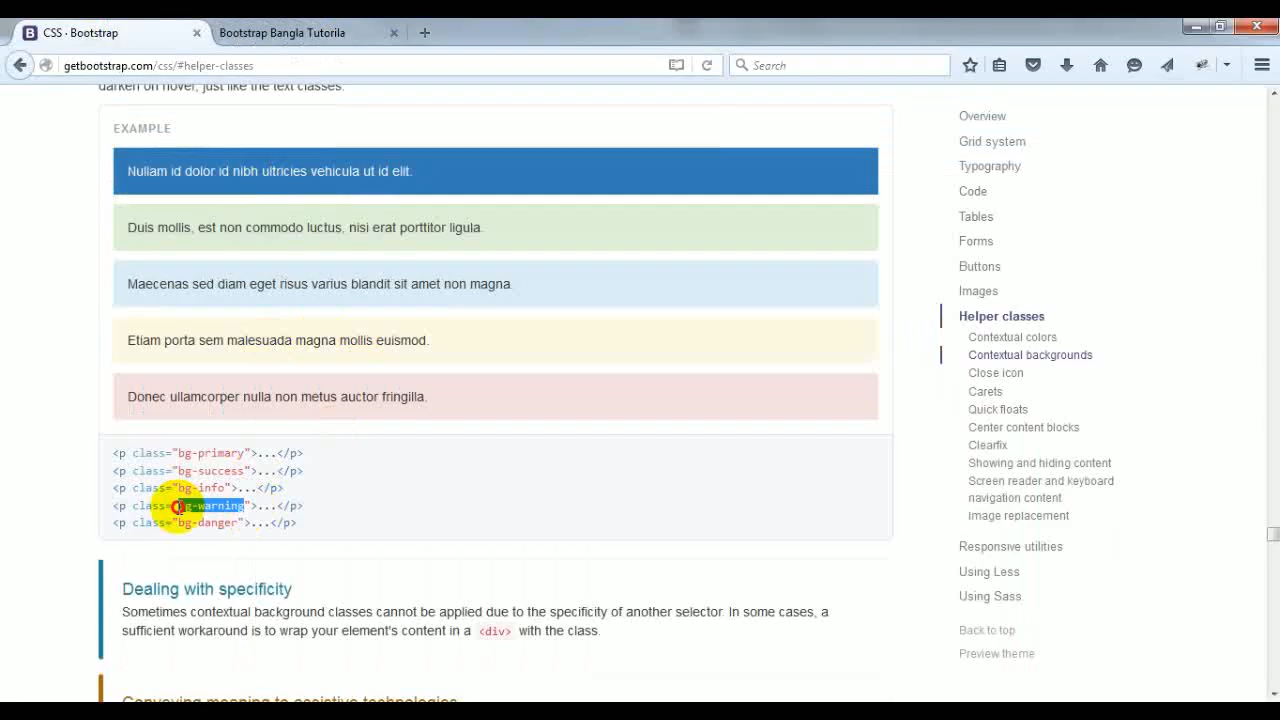 CSS · Bootstrap
Bootstrap Bangla Tutorila
getbootstrap.com/css/#helper-classes
Search
darken on hover, just like the text classes.
EXAMPLE
Nullam id dolor id nibh ultricies vehicula ut id elit.
Duis mollis, est non commodo luctus, nisi erat porttitor ligula.
Maecenas sed diam eget risus varius blandit sit amet non magna.
Etiam porta sem malesuada magna mollis euismod.
Donec ullamcorper nulla non metus auctor fringilla.
<p class="bg-primary">...</p>
<p class="bg-success">...</p>
<p class="bg-info">...</p>
<p class="bg-warning">...</p>
<p class="bg-danger">...</p>
Dealing with specificity
Sometimes contextual background classes cannot be applied due to the specificity of another selector. In some cases, a
sufficient workaround is to wrap your element's content in a <div> with the class.
Conveying meaning to assistive technologies
Overview
Grid system
Typography
Code
Tables
Forms
Buttons
Images
Helper classes
Contextual colors
Contextual backgrounds
Close icon
Carets
Quick floats
Center content blocks
Clearfix
Showing and hiding content
Screen reader and keyboard
navigation content
Image replacement
Responsive utilities
Using Less
Using Sass
Back to top
Preview theme